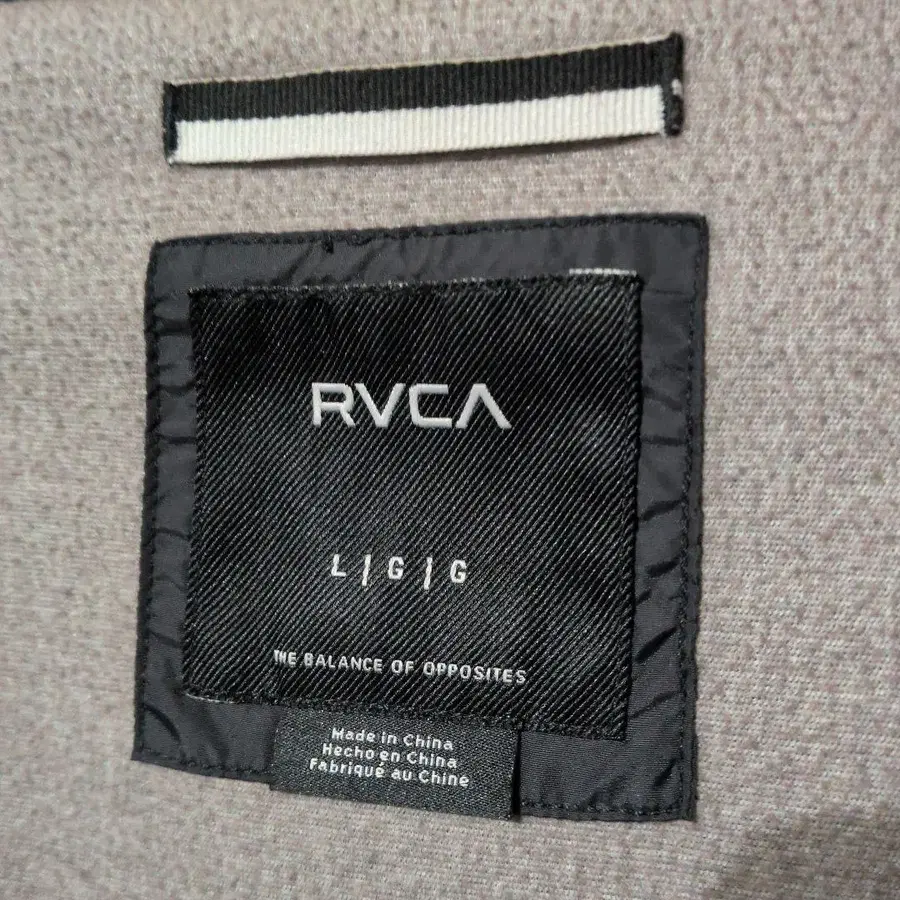 RVCA
L | G | G
THE BALANCE OF OPPOSITES
Made in China
Hecho en China
Fabriqué au Chine